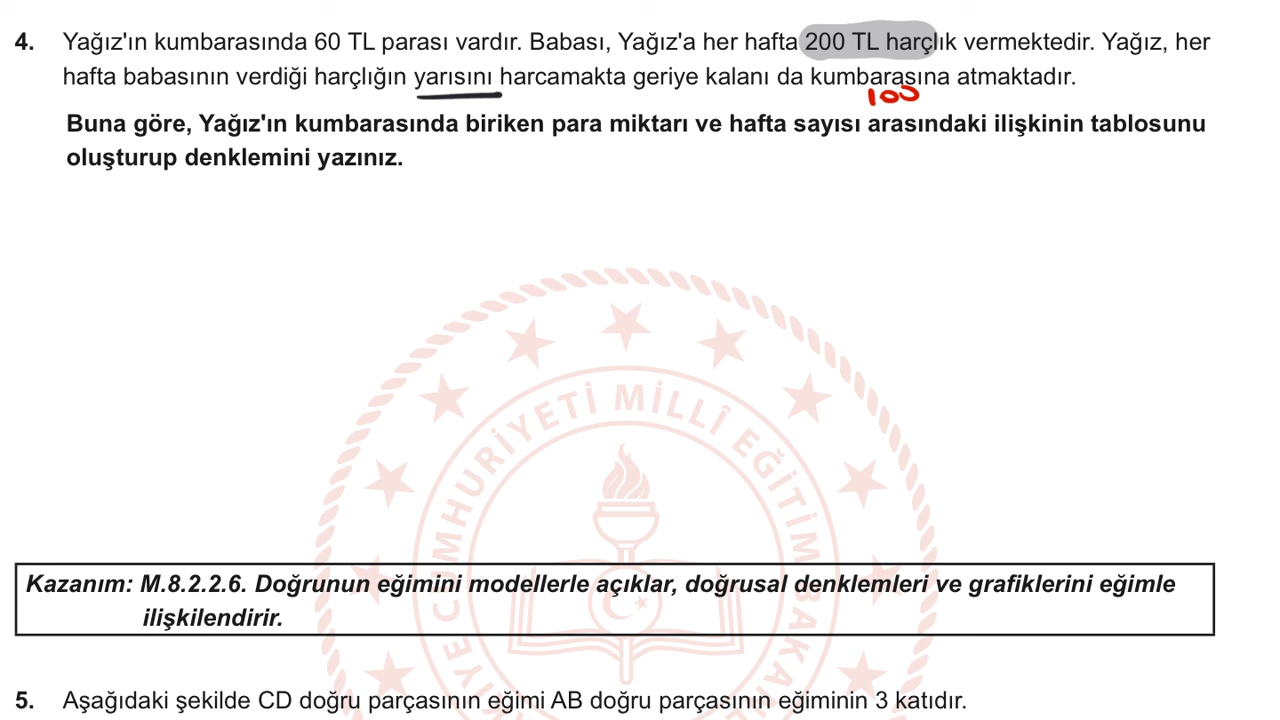 4. Yağız'ın kumbarasında 60 TL parası vardır. Babası, Yağız'a her hafta 200 TL harçlık vermektedir. Yağız, her
hafta babasının verdiği harçlığın yarısını harcamakta geriye kalanı da kumbarasına atmaktadır.
100
Buna göre, Yağız'ın kumbarasında biriken para miktarı ve hafta sayısı arasındaki ilişkinin tablosunu
oluşturup denklemini yazınız.
CUMHURİYETİ MİLLÎ EĞİTİM BAKAN
Kazanım: M.8.2.2.6. Doğrunun eğimini modellerle açıklar, doğrusal denklemleri ve grafiklerini eğimle
ilişkilendirir.
5. Aşağıdaki şekilde CD doğru parçasının eğimi AB doğru parçasının eğiminin 3 katıdır.